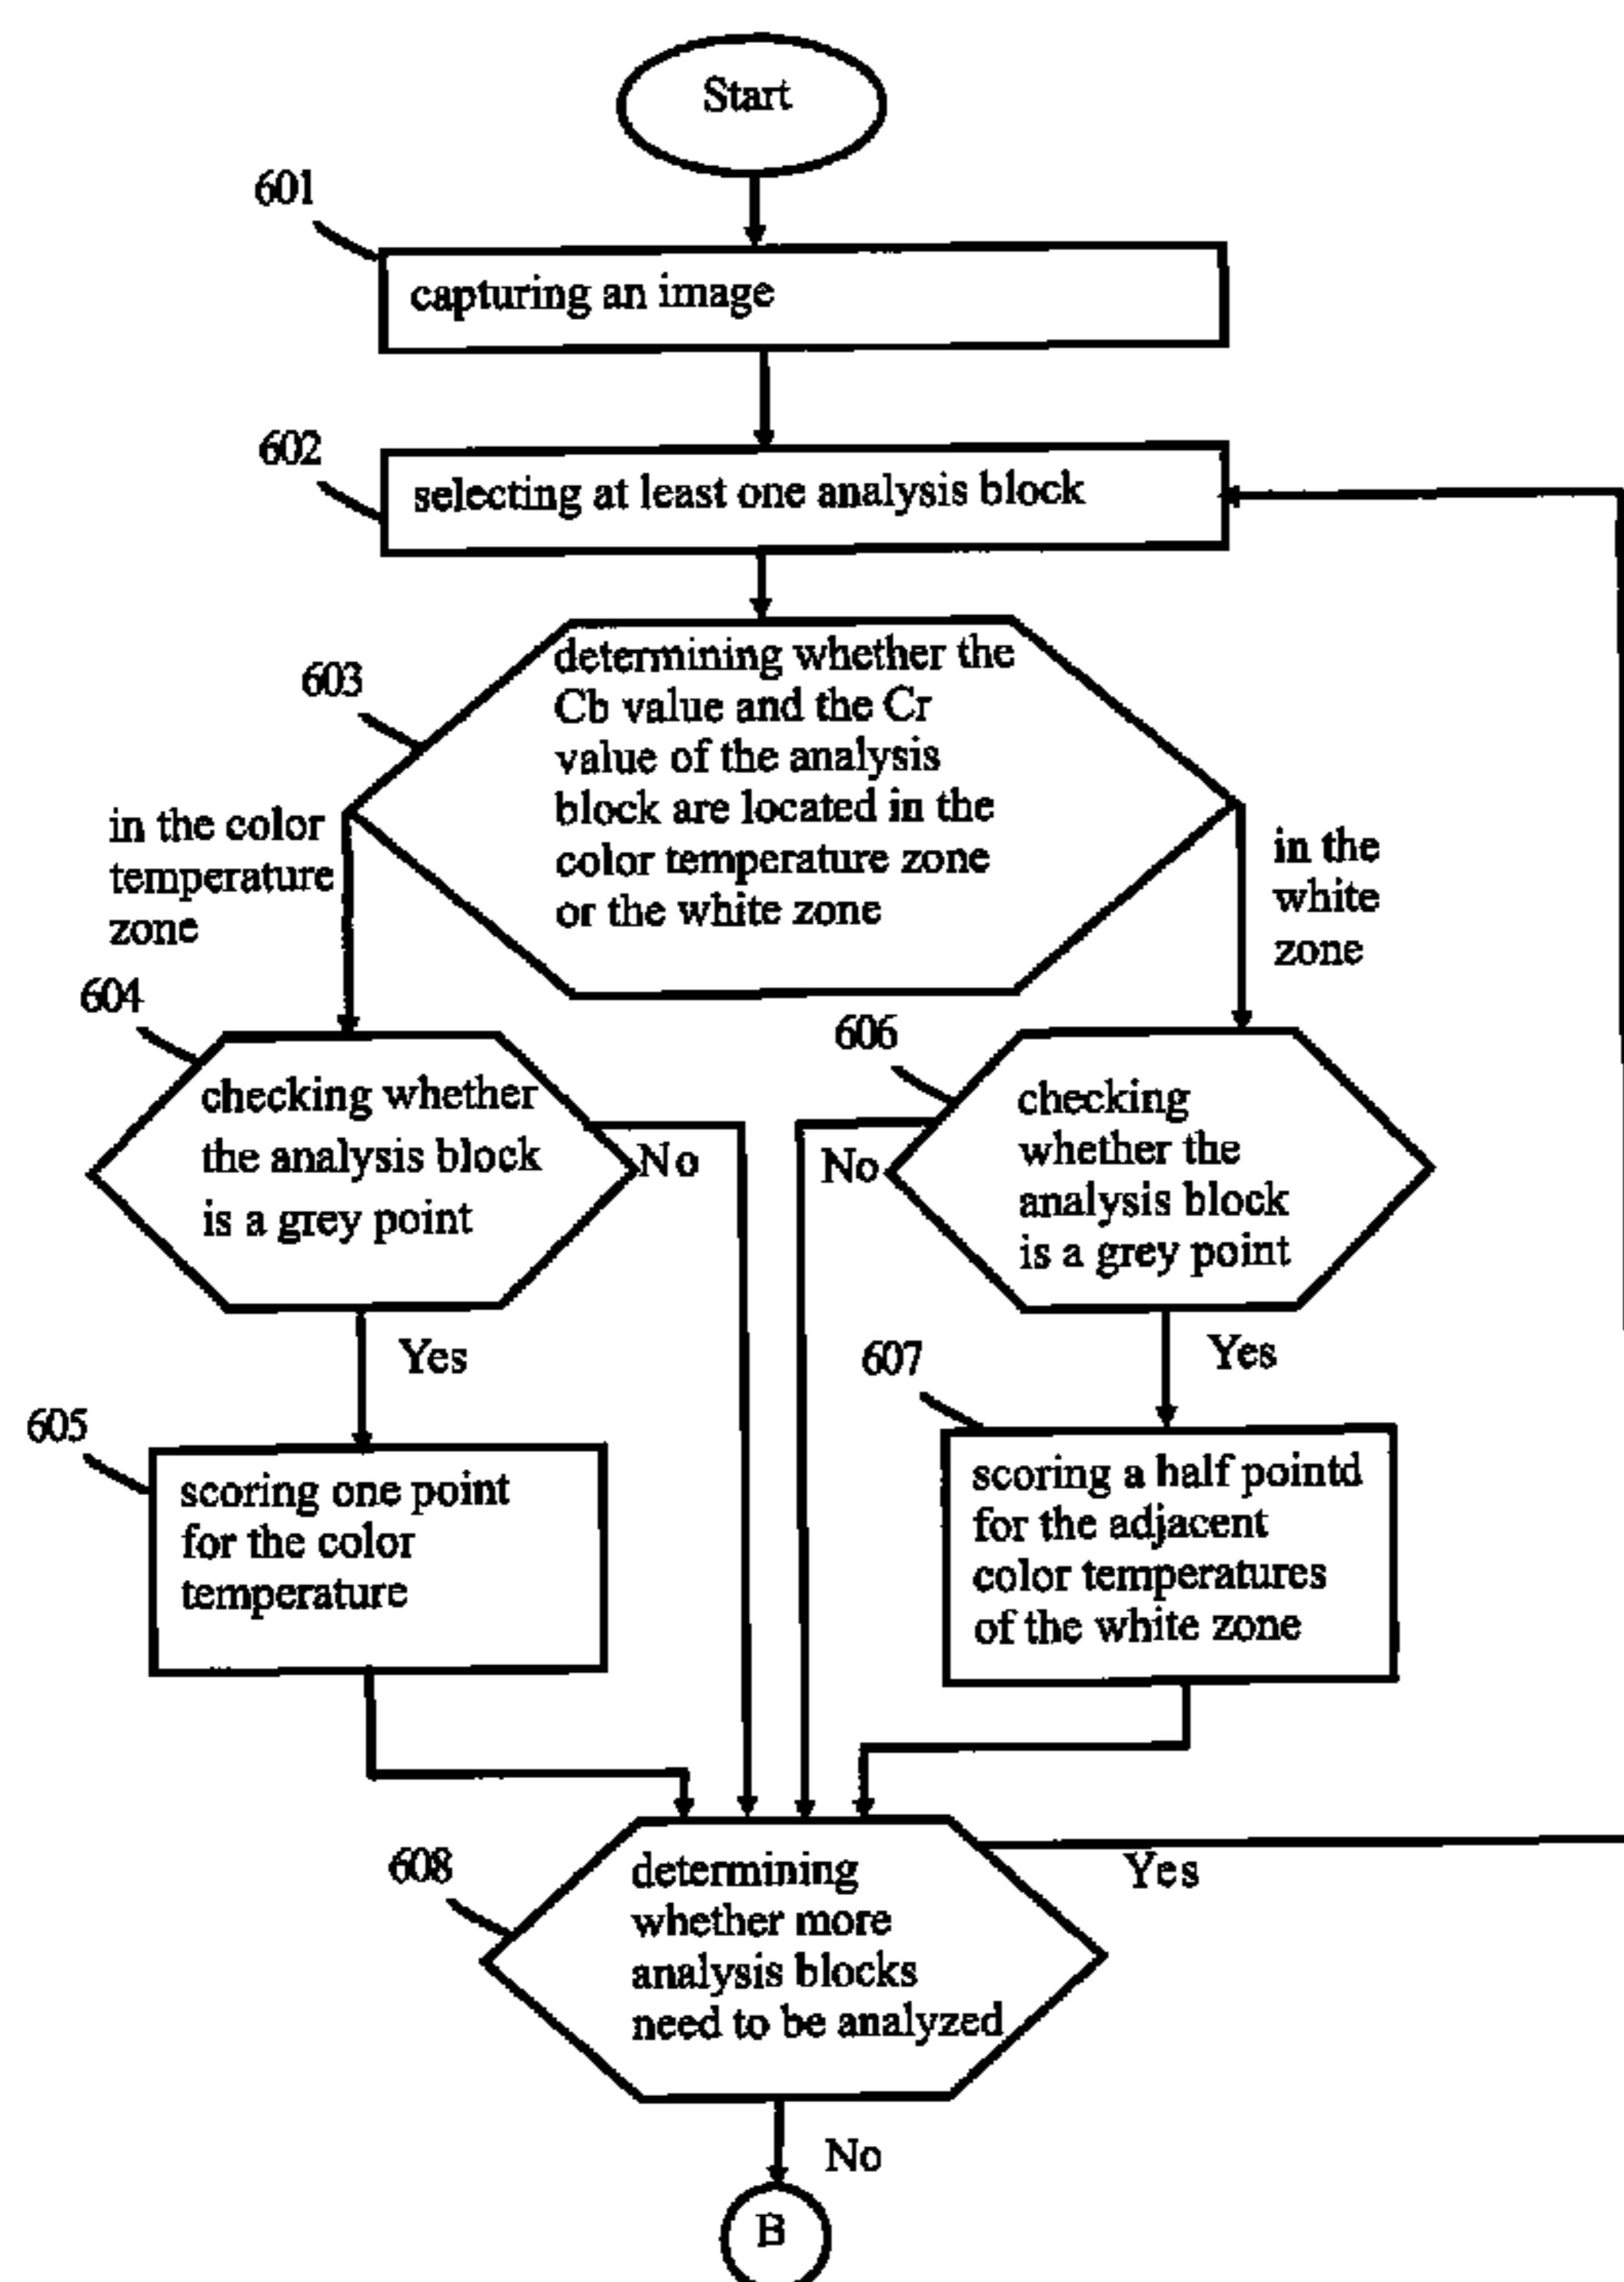 Start
601
capturing an image
602
selecting at least one analysis block
603
determining whether the
Cb value and the Cr
value of the analysis
block are located in the
color temperature zone
or the white zone
in the color
temperature
zone
in the
white
zone
604
checking whether
the analysis block
is a grey point
No
606
checking
whether the
analysis block
is a grey point
No
Yes
Yes
605
scoring one point
for the color
temperature
607
scoring a half pointd
for the adjacent
color temperatures
of the white zone
608
determining
whether more
analysis blocks
need to be analyzed
Yes
No
B